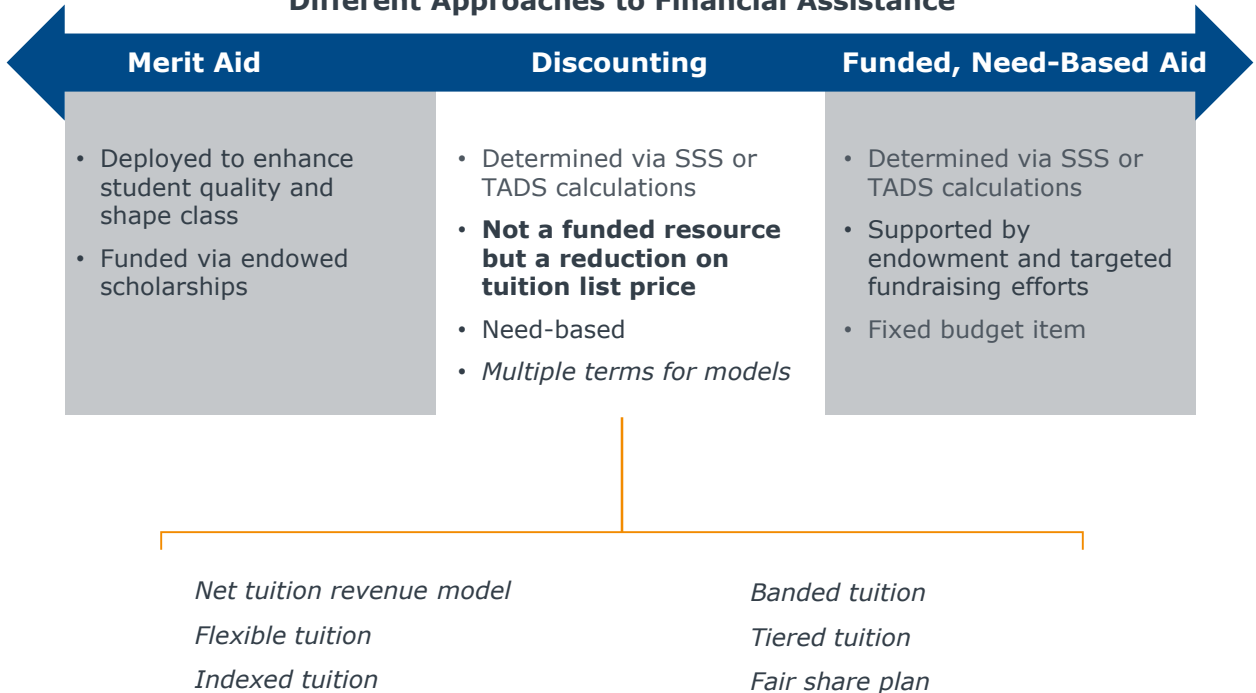 Different Approaches to Financial Assistance
Merit Aid
Discounting
Funded, Need-Based Aid
• Deployed to enhance
student quality and
shape class
• Funded via endowed
scholarships
• Determined via SSS or
TADS calculations
• Not a funded resource
but a reduction on
tuition list price
• Need-based
• Multiple terms for models
• Determined via SSS or
TADS calculations
• Supported by
endowment and targeted
fundraising efforts
• Fixed budget item
Net tuition revenue model
Flexible tuition
Indexed tuition
Banded tuition
Tiered tuition
Fair share plan